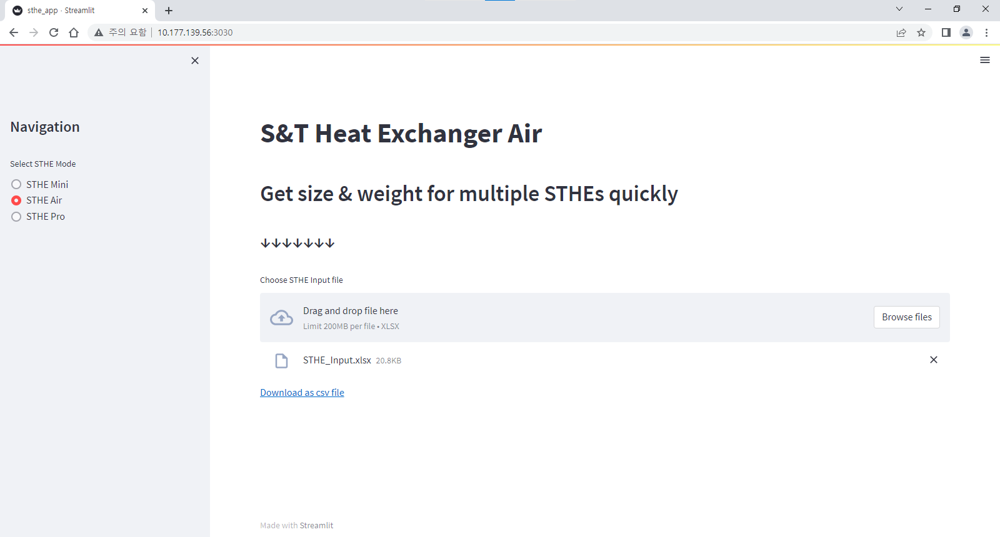 sthe_app · Streamlit
주의 요함
10.177.139.56:3030
Navigation
Select STHE Mode
STHE Mini
STHE Air
STHE Pro
S&T Heat Exchanger Air
Get size & weight for multiple STHEs quickly
↓↓↓↓↓↓↓
Choose STHE Input file
Drag and drop file here
Limit 200MB per file • XLSX
Browse files
STHE_Input.xlsx 20.8KB
Download as csv file
Made with Streamlit